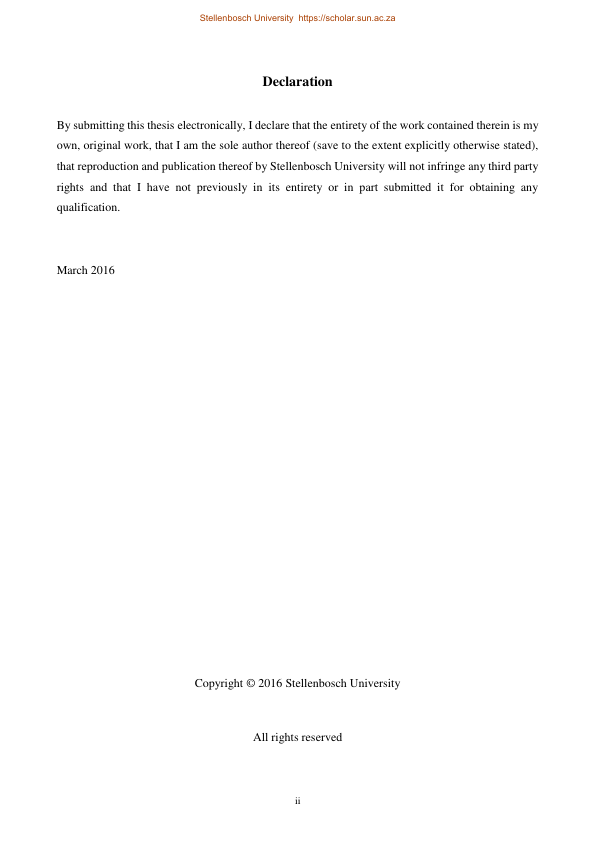 Stellenbosch University  https://scholar.sun.ac.za
Declaration
By submitting this thesis electronically, I declare that the entirety of the work contained therein is my
own, original work, that I am the sole author thereof (save to the extent explicitly otherwise stated),
that reproduction and publication thereof by Stellenbosch University will not infringe any third party
rights and that I have not previously in its entirety or in part submitted it for obtaining any
qualification.
March 2016
Copyright © 2016 Stellenbosch University
All rights reserved
ii